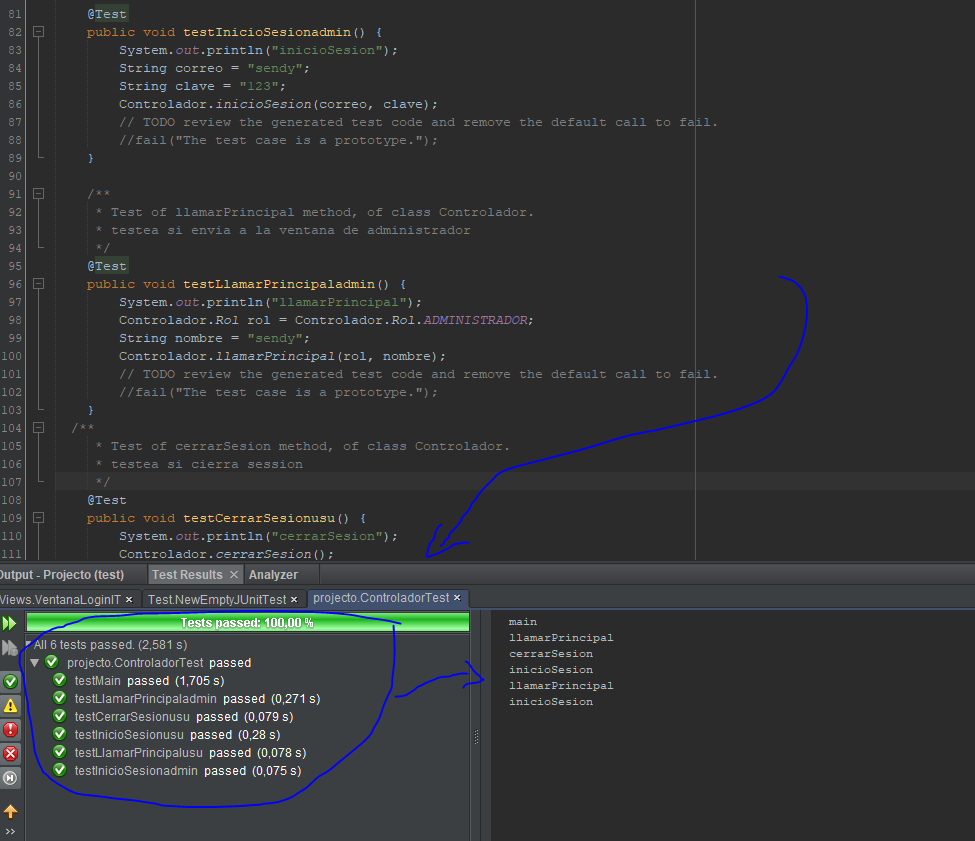 81 @Test
82 public void testInicioSesionadmin() {
83 System.out.println("inicioSesion");
84 String correo = "sendy";
85 String clave = "123";
86 Controlador.inicioSesion(correo, clave);
87 // TODO review the generated test code and remove the default call to fail.
88 //fail("The test case is a prototype.");
89 }
90
91 /**
92 * Test of llamarPrincipal method, of class Controlador.
93 * testea si envia a la ventana de administrador
94 */
95 @Test
96 public void testLlamarPrincipaladmin() {
97 System.out.println("llamarPrincipal");
98 Controlador.Rol rol = Controlador.Rol.ADMINISTRADOR;
99 String nombre = "sendy";
100 Controlador.llamarPrincipal(rol, nombre);
101 // TODO review the generated test code and remove the default call to fail.
102 //fail("The test case is a prototype.");
103 }
104 /**
105 * Test of cerrarSesion method, of class Controlador.
106 * testea si cierra session
107 */
108 @Test
109 public void testCerrarSesionusu() {
110 System.out.println("cerrarSesion");
111 Controlador.cerrarSesion();
Output - Projecto (test) Test Results × Analyzer
Views.VentanaLoginIT × Test.NewEmptyJUnitTest × projecto.ControladorTest ×
Tests passed: 100,00 %
All 6 tests passed. (2,581 s)
projecto.ControladorTest passed
testMain passed (1,705 s)
testLlamarPrincipaladmin passed (0,271 s)
testCerrarSesionusu passed (0,079 s)
testInicioSesionusu passed (0,28 s)
testLlamarPrincipalusu passed (0,078 s)
testInicioSesionadmin passed (0,075 s)
main
llamarPrincipal
cerrarSesion
inicioSesion
llamarPrincipal
inicioSesion